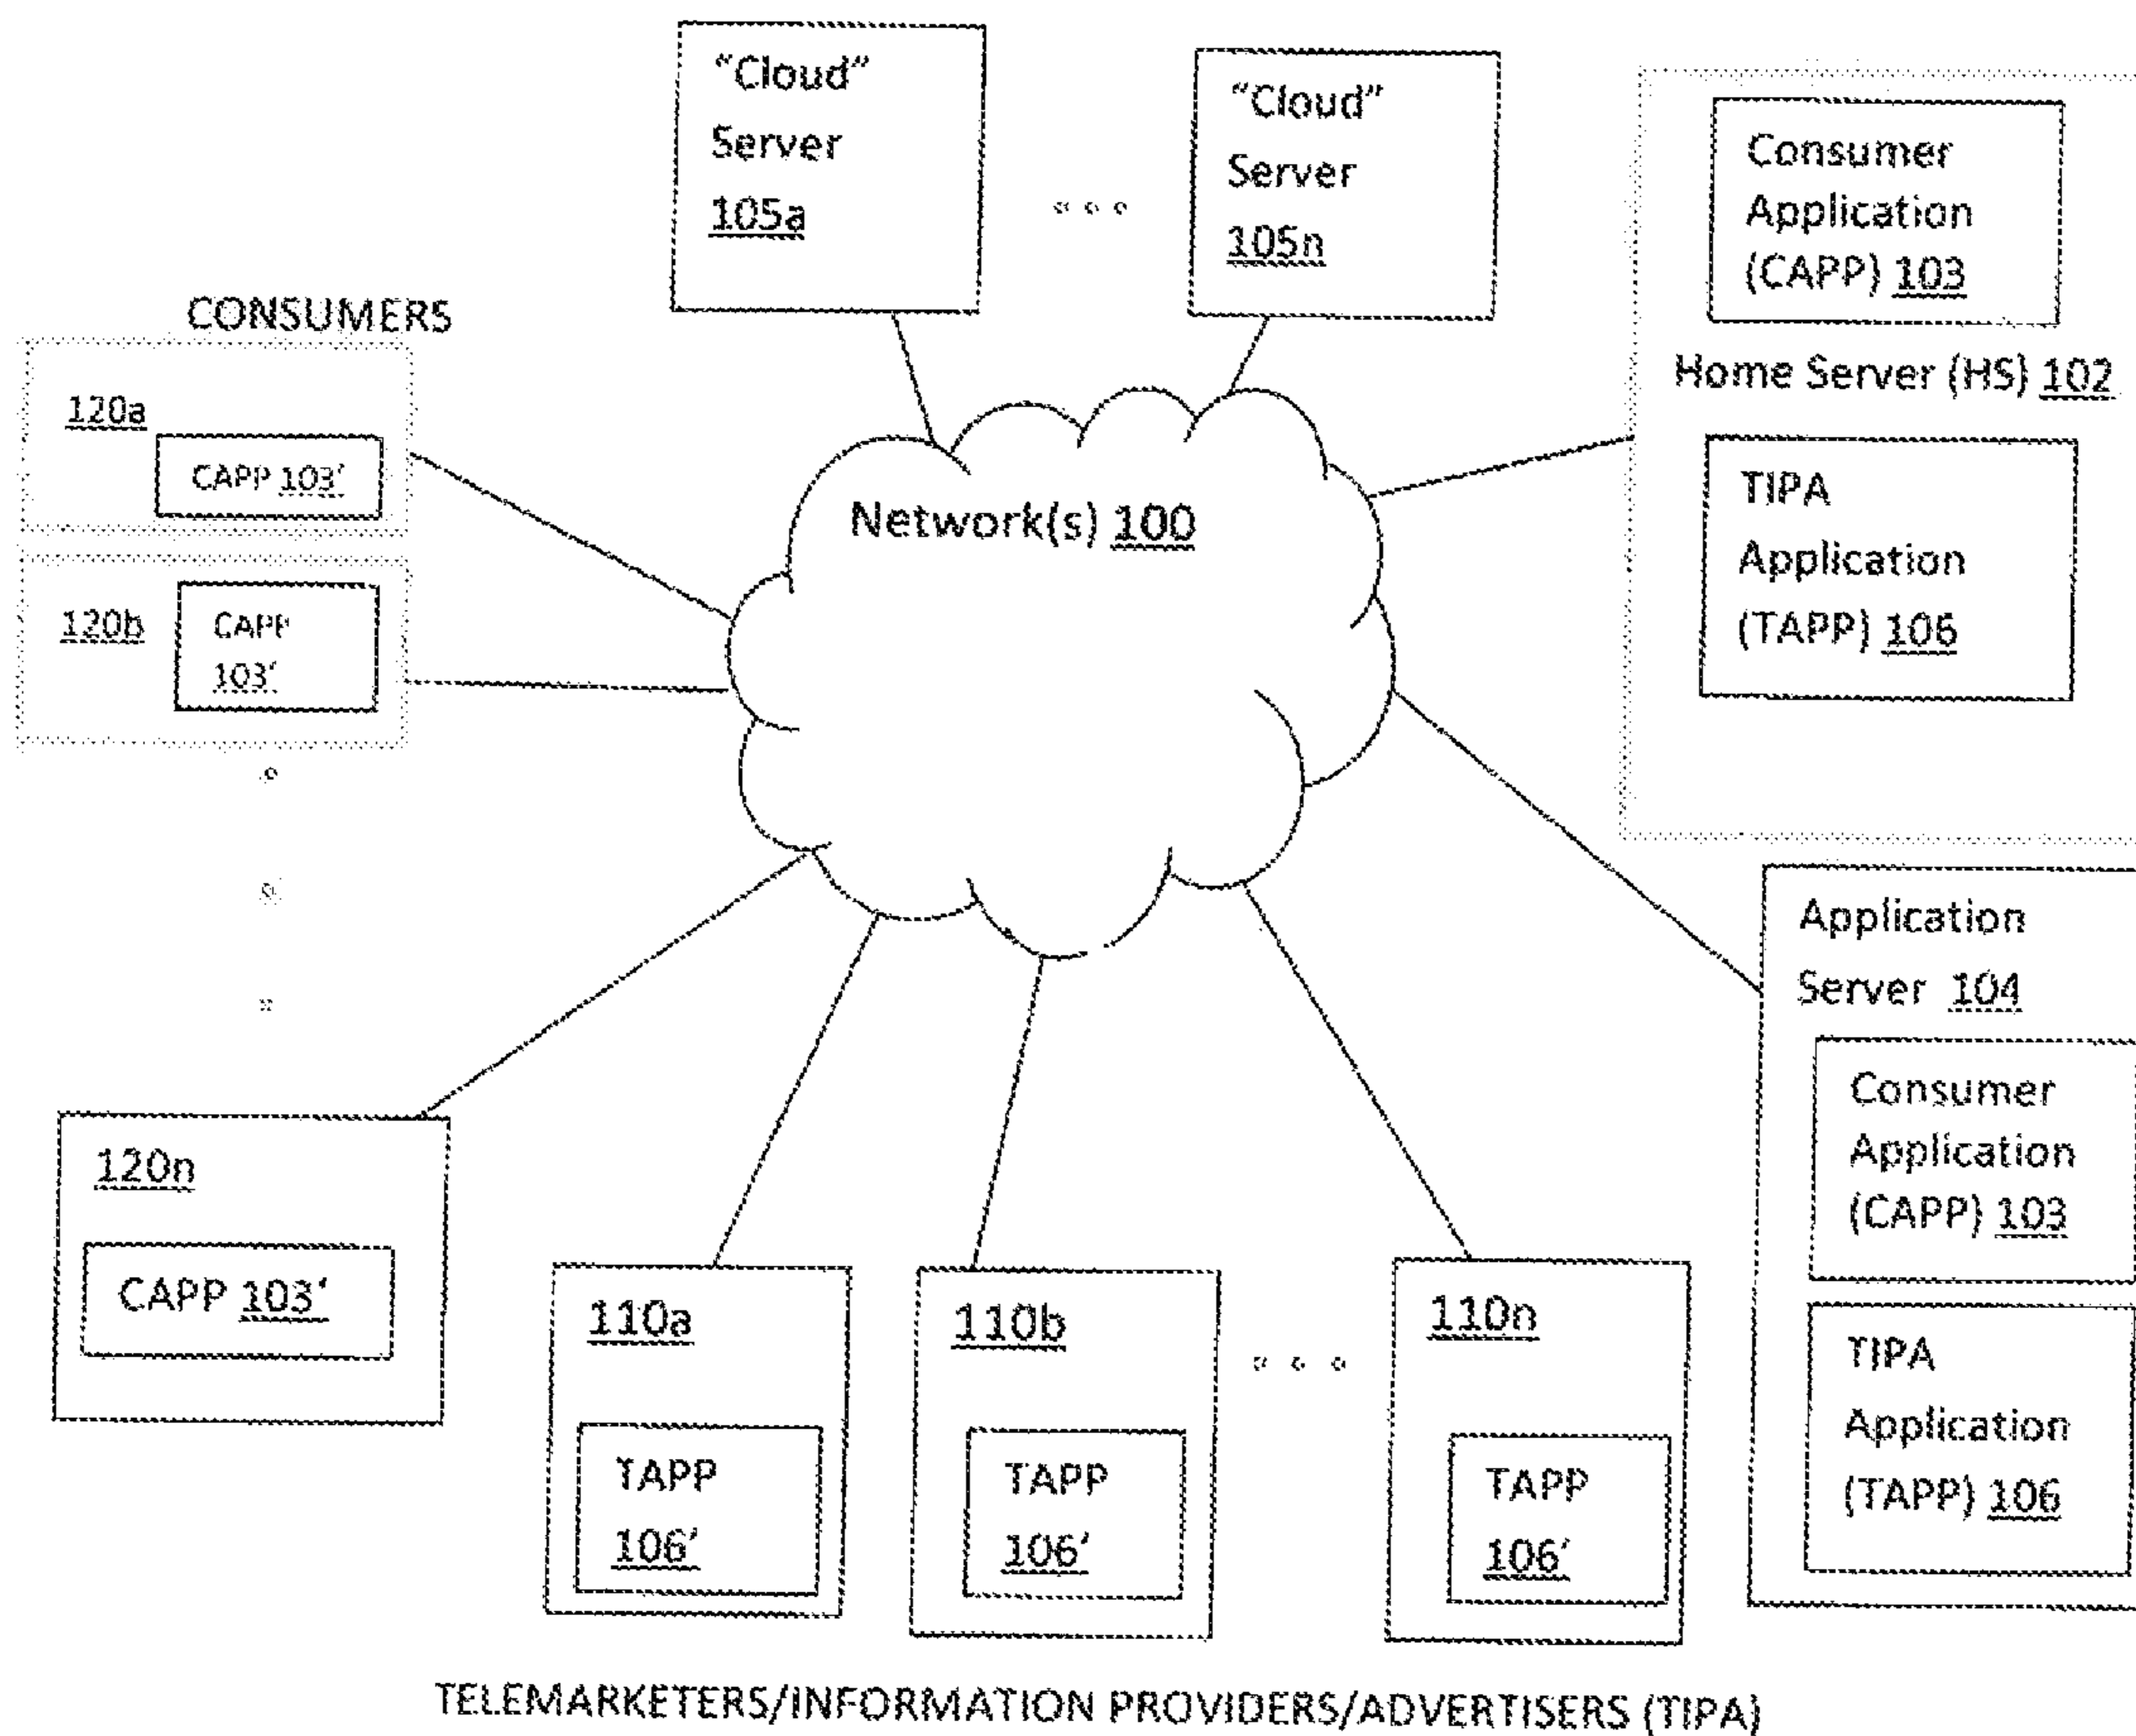 "Cloud"
Server
105a
"Cloud"
Server
105n
Consumer
Application
(CAPP) 103
Home Server (HS) 102
TIPA
Application
(TAPP) 106
CONSUMERS
120a
CAPP 103'
120b
CAPP
103'
Network(s) 100
Application
Server 104
Consumer
Application
(CAPP) 103
TIPA
Application
(TAPP) 106
120n
CAPP 103'
110a
TAPP
106'
110b
TAPP
106'
110n
TAPP
106'
TELEMARKETERS/INFORMATION PROVIDERS/ADVERTISERS (TIPA)